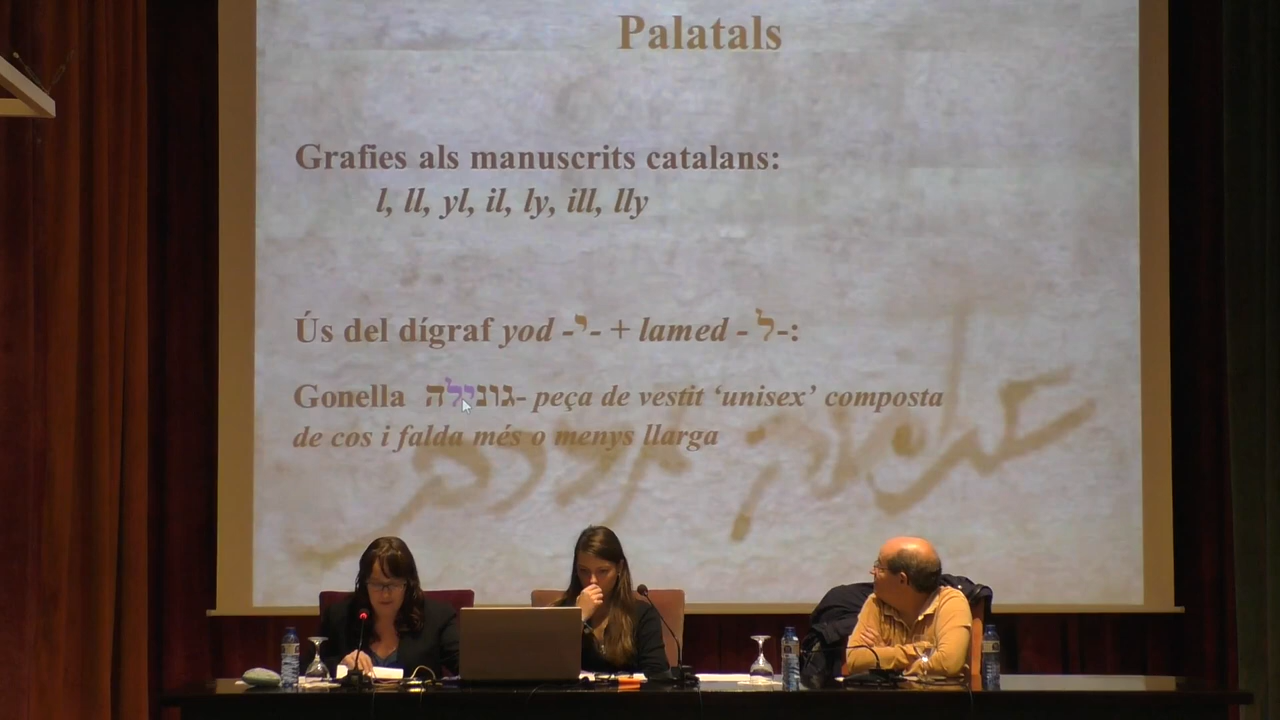 Palatals
Grafies als manuscrits catalans:
l, ll, yl, il, ly, ill, lly
Ús del dígraf yod -י- + lamed - ל-:
Gonella גונילה- peça de vestit ‘unisex’ composta
de cos i falda més o menys llarga